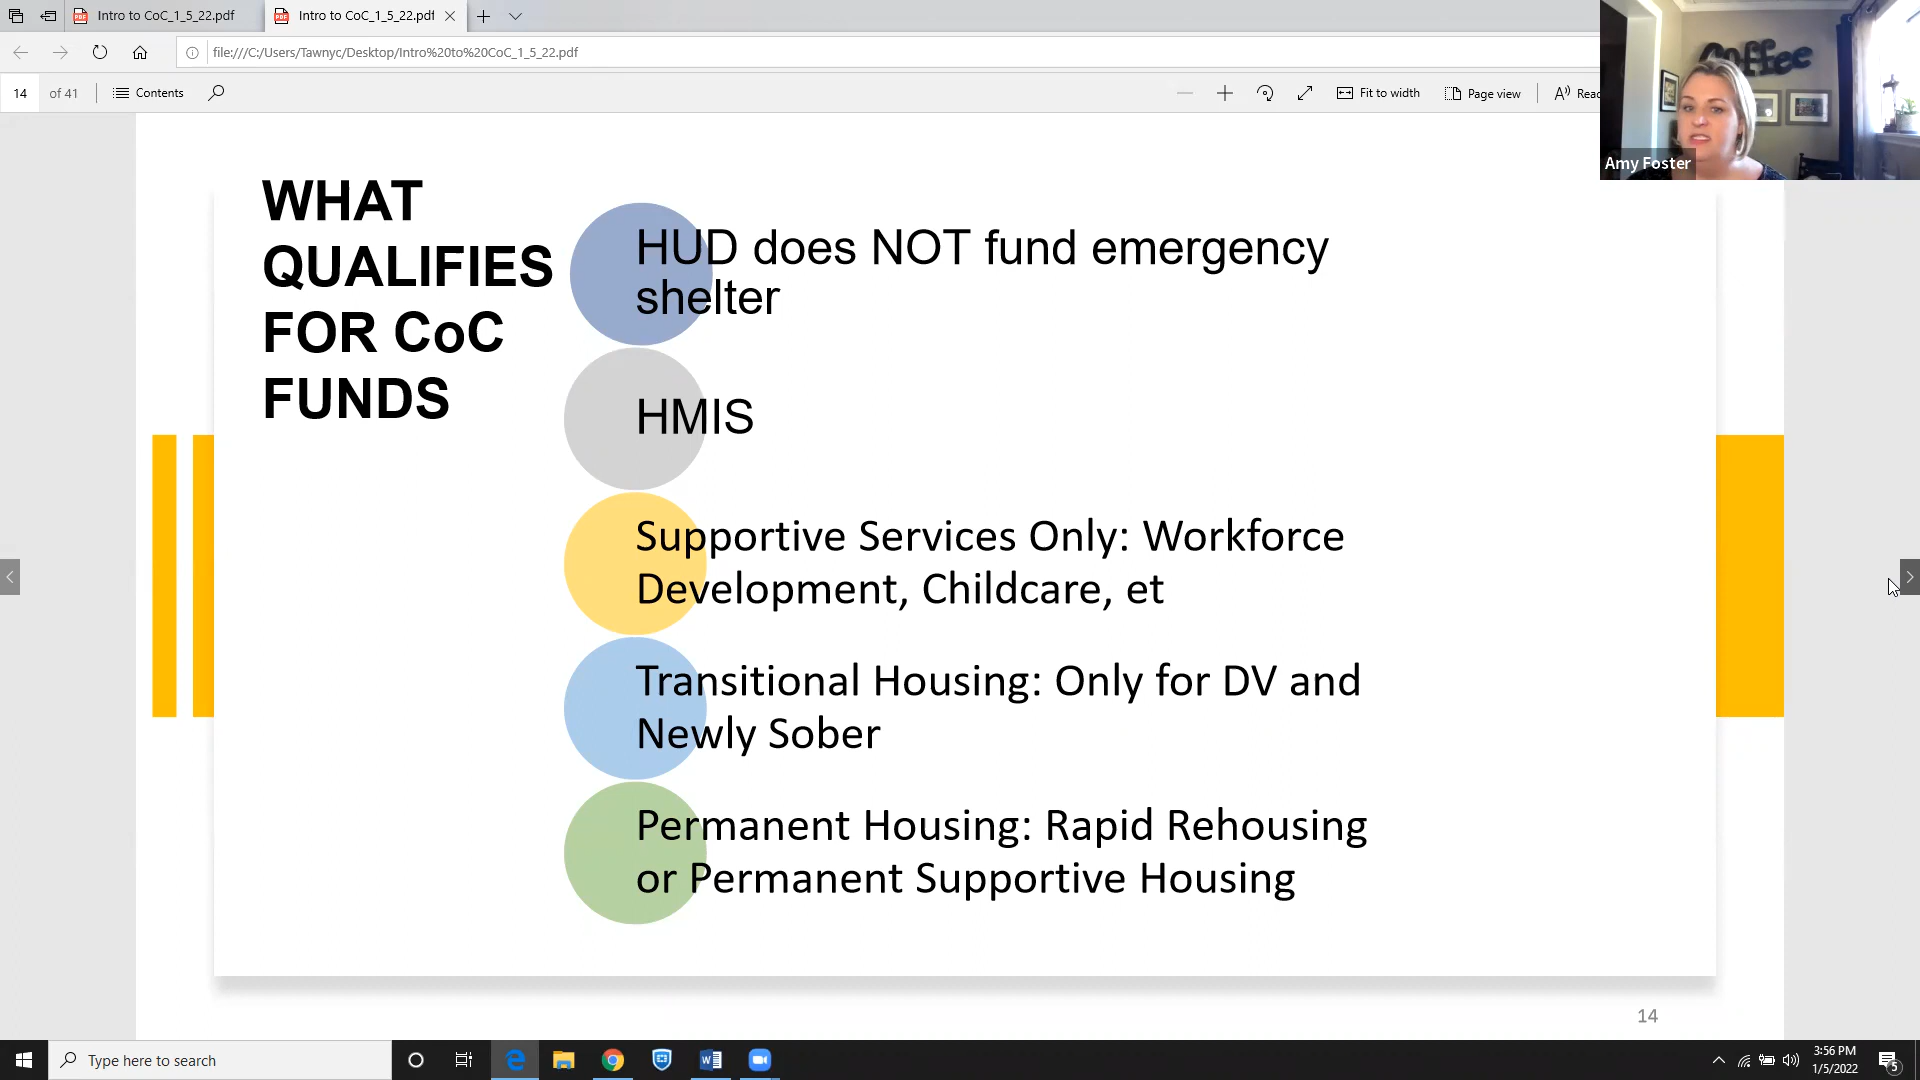 Intro to CoC_1_5_22.pdf
Intro to CoC_1_5_22.pdf
file:///C:/Users/Tawnyc/Desktop/Intro%20to%20CoC_1_5_22.pdf
14 of 41
Contents
Fit to width
Page view
Coffee
Amy Foster
WHAT
QUALIFIES
FOR CoC
FUNDS
HUD does NOT fund emergency
shelter
HMIS
Supportive Services Only: Workforce
Development, Childcare, et
Transitional Housing: Only for DV and
Newly Sober
Permanent Housing: Rapid Rehousing
or Permanent Supportive Housing
14
Type here to search
3:56 PM
1/5/2022
5